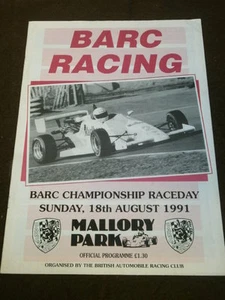 BARC
RACING
BARC CHAMPIONSHIP RACEDAY
SUNDAY, 18th AUGUST 1991
MALLORY
PARK
OFFICIAL PROGRAMME £1.30
ORGANISED BY THE BRITISH AUTOMOBILE RACING CLUB